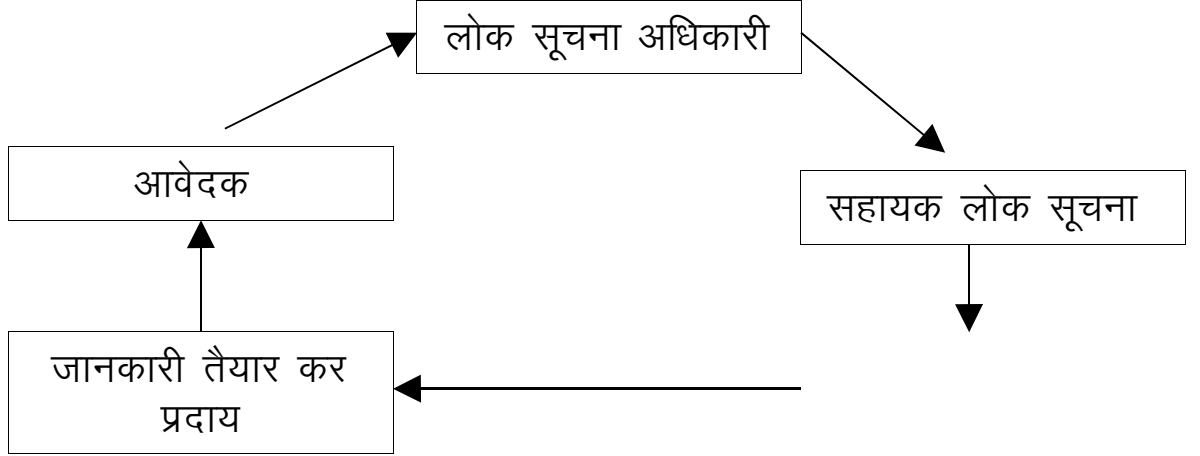 लोक सूचना अधिकारी
आवेदक
सहायक लोक सूचना
जानकारी तैयार कर
प्रदाय